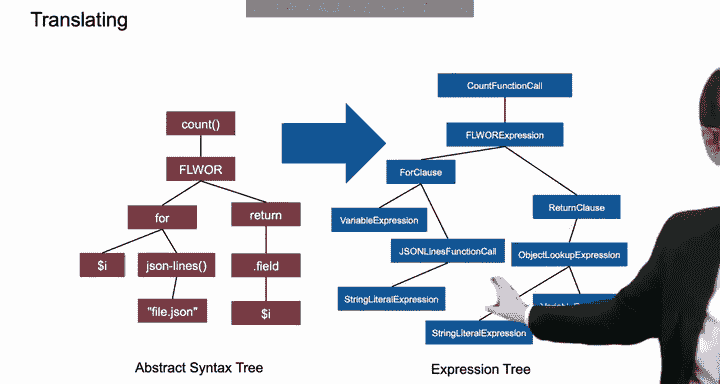 Translating
count()
FLWOR
for
return
$i
json-lines()
.field
"file.json"
$i
Abstract Syntax Tree
CountFunctionCall
FLWORExpression
ForClause
ReturnClause
VariableExpression
JSONLinesFunctionCall
ObjectLookupExpression
StringLiteralExpression
StringLiteralExpression
Expression Tree